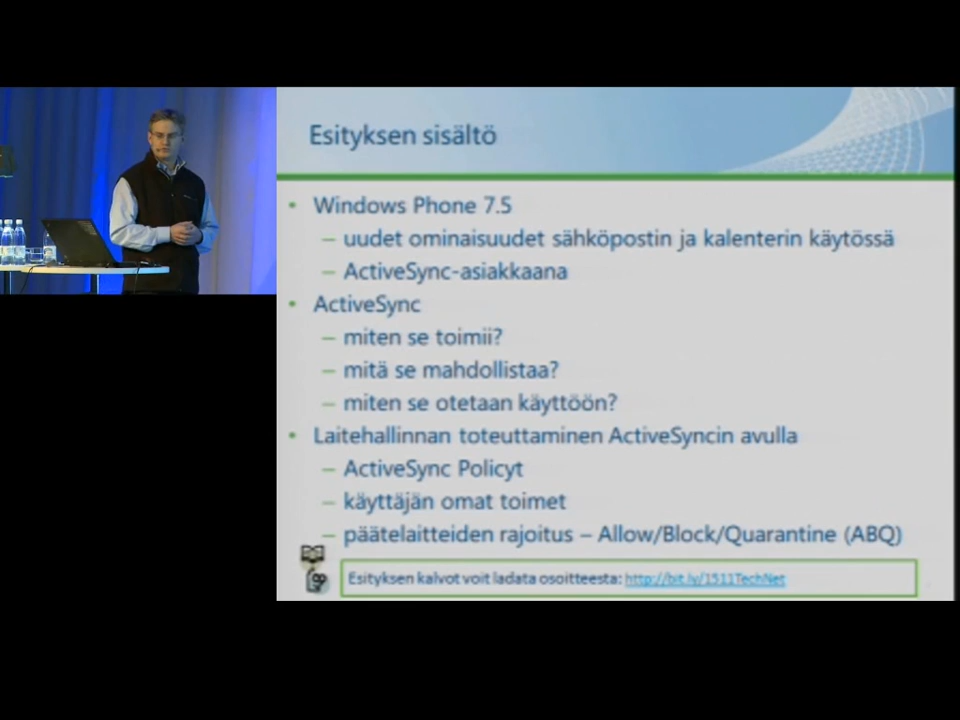 Esityksen sisältö
• Windows Phone 7.5
– uudet ominaisuudet sähköpostin ja kalenterin käytössä
– ActiveSync-asiakkaana
• ActiveSync
– miten se toimii?
– mitä se mahdollistaa?
– miten se otetaan käyttöön?
• Laitehallinnan toteuttaminen ActiveSyncin avulla
– ActiveSync Policyt
– käyttäjän omat toimet
– päätelaitteiden rajoitus – Allow/Block/Quarantine (ABQ)
Esityksen kalvot voit ladata osoitteesta: http://bit.ly/1511TechNet